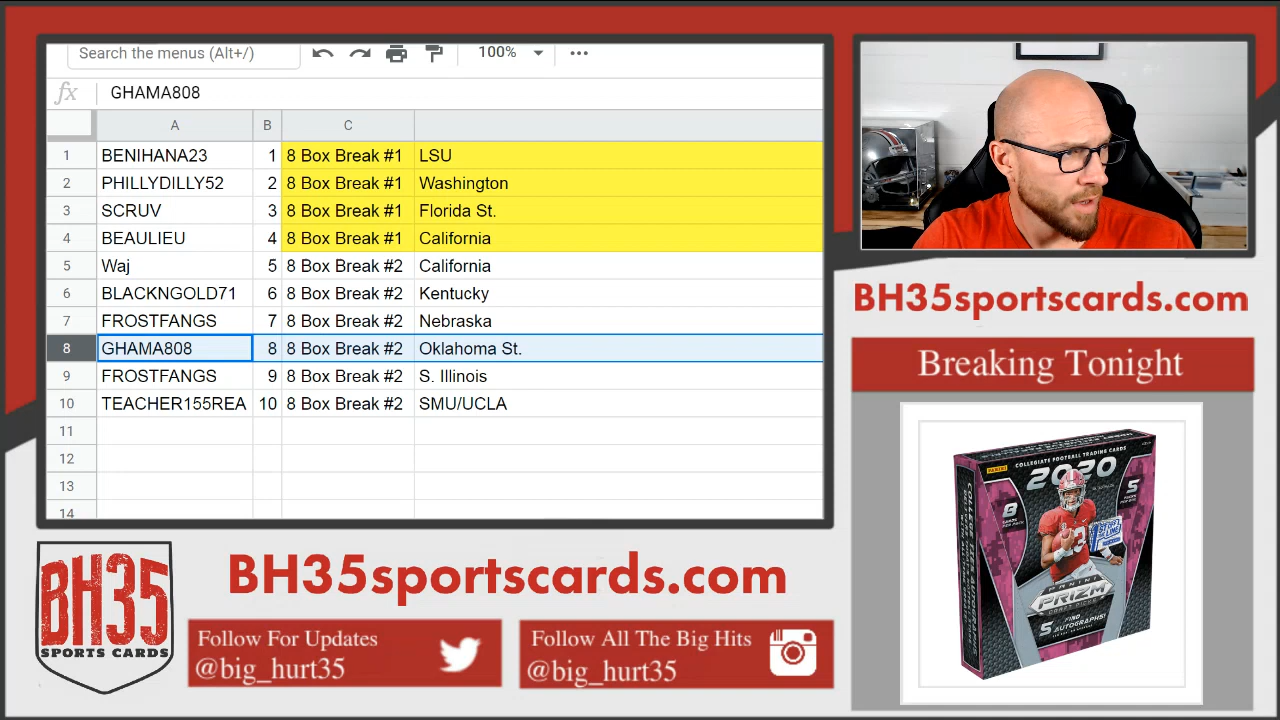 Search the menus (Alt+/)
100%
fx
GHAMA808
A B C
1 BENIHANA23 1 8 Box Break #1 LSU
2 PHILLYDILLY52 2 8 Box Break #1 Washington
3 SCRUV 3 8 Box Break #1 Florida St.
4 BEAULIEU 4 8 Box Break #1 California
5 Waj 5 8 Box Break #2 California
6 BLACKNGOLD71 6 8 Box Break #2 Kentucky
7 FROSTFANGS 7 8 Box Break #2 Nebraska
8 GHAMA808 8 8 Box Break #2 Oklahoma St.
9 FROSTFANGS 9 8 Box Break #2 S. Illinois
10 TEACHER155REA 10 8 Box Break #2 SMU/UCLA
11
12
13
14
BH35sportscards.com
Breaking Tonight
PANINI
COLLEGIATE FOOTBALL TRADING CARDS
2020
8
5
PANINI
PRIZM
DRAFT PICKS
FIND
5 AUTOGRAPHS!
BH35
SPORTS CARDS
BH35sportscards.com
Follow For Updates
@big_hurt35
Follow All The Big Hits
@big_hurt35